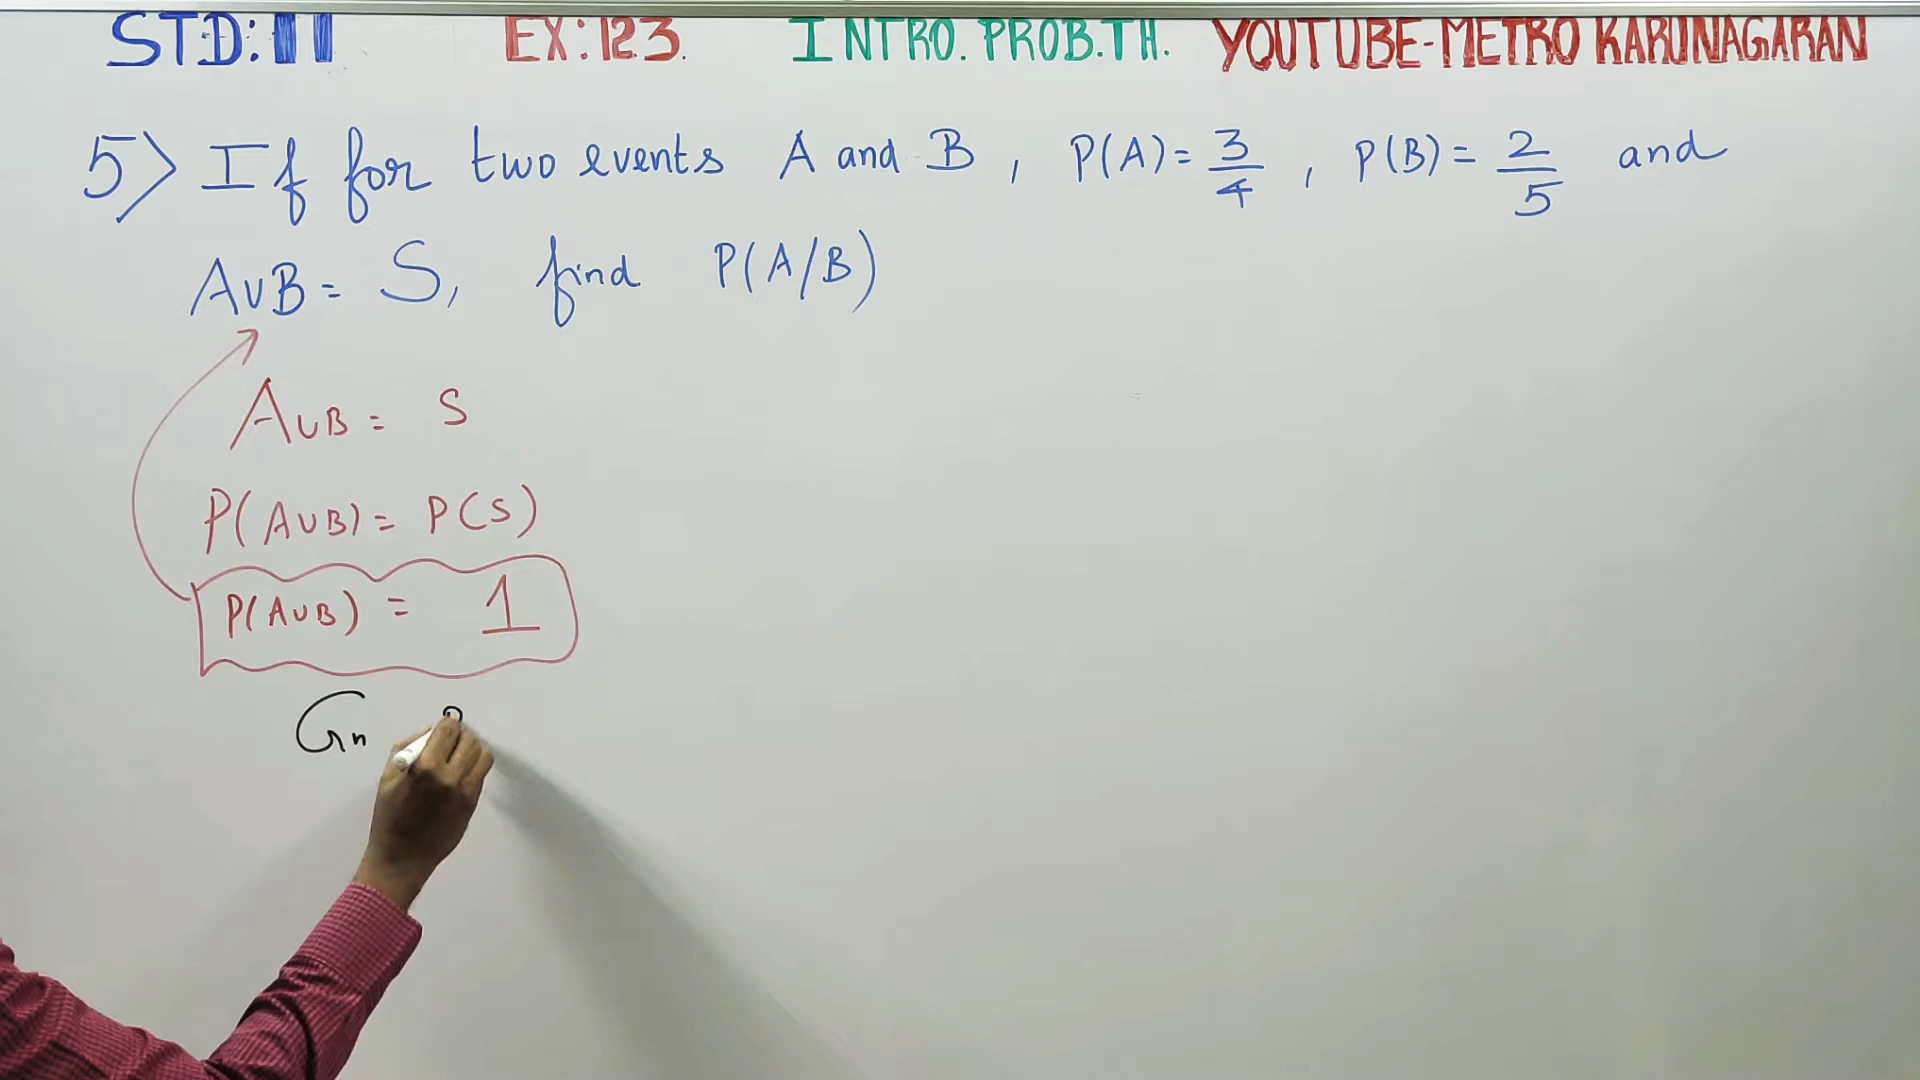 STD: 11 EX: 12.3. INTRO. PROB. TH. YOUTUBE-METRO KARUNAGARAN
5> If for two events A and B, P(A) = 3/4, P(B) = 2/5 and
A∪B = S, find P(A/B)
A∪B = S
P(A∪B) = P(S)
P(A∪B) = 1
Gn